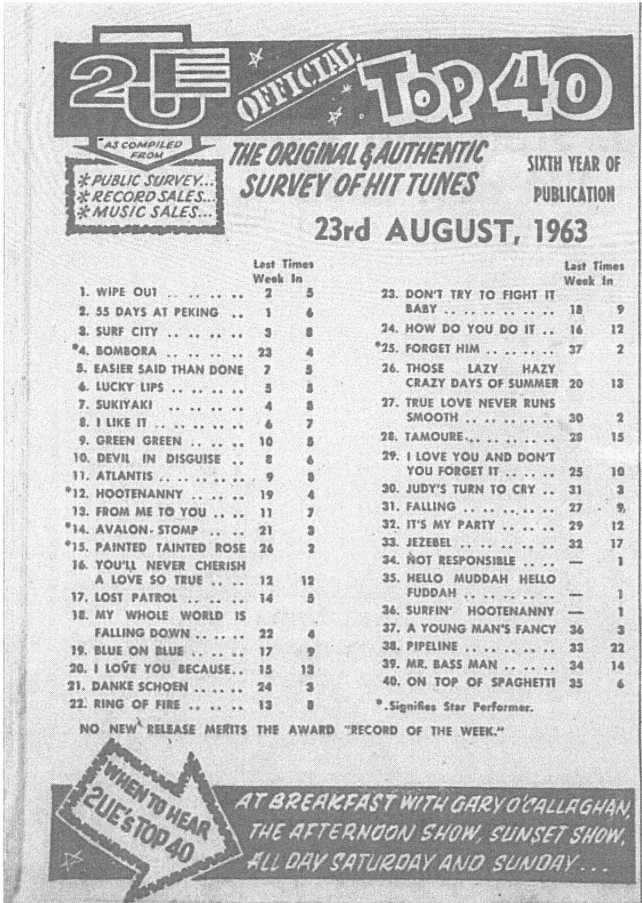 2UE OFFICIAL TOP 40
*AS COMPILED
FROM
*PUBLIC SURVEY...
*RECORD SALES...
*MUSIC SALES...
THE ORIGINAL & AUTHENTIC
SURVEY OF HIT TUNES
SIXTH YEAR OF
PUBLICATION
23rd AUGUST, 1963
Last Times
Week In
1. WIPE OUT .. .. .. .. 2 5
2. 55 DAYS AT PEKING .. 1 6
3. SURF CITY .. .. .. .. 3 8
*4. BOMBORA .. .. .. .. 23 4
5. EASIER SAID THAN DONE 7 5
6. LUCKY LIPS .. .. .. .. 5 8
7. SUKIYAKI .. .. .. .. 4 8
8. I LIKE IT .. .. .. .. 6 7
9. GREEN GREEN .. .. .. 10 5
10. DEVIL IN DISGUISE .. 8 6
11. ATLANTIS .. .. .. .. 9 8
*12. HOOTENANNY .. .. .. 19 4
13. FROM ME TO YOU .. .. 11 7
*14. AVALON STOMP .. .. 21 3
*15. PAINTED TAINTED ROSE 26 2
16. YOU'LL NEVER CHERISH
A LOVE SO TRUE .. .. 12 12
17. LOST PATROL .. .. .. 14 5
18. MY WHOLE WORLD IS
FALLING DOWN .. .. .. 22 4
19. BLUE ON BLUE .. .. .. 17 9
20. I LOVE YOU BECAUSE.. 15 13
21. DANKE SCHOEN .. .. .. 24 3
22. RING OF FIRE .. .. .. 13 8
Last Times
Week In
23. DON'T TRY TO FIGHT IT
BABY .. .. .. .. .. 18 9
24. HOW DO YOU DO IT .. 16 12
*25. FORGET HIM .. .. .. 37 2
26. THOSE LAZY HAZY
CRAZY DAYS OF SUMMER 20 13
27. TRUE LOVE NEVER RUNS
SMOOTH .. .. .. .. 30 2
28. TAMOURE .. .. .. .. 28 15
29. I LOVE YOU AND DON'T
YOU FORGET IT .. .. .. 25 10
30. JUDY'S TURN TO CRY .. 31 3
31. FALLING .. .. .. .. 27 9
32. IT'S MY PARTY .. .. .. 29 12
33. JEZEBEL .. .. .. .. 32 17
34. NOT RESPONSIBLE .. .. — 1
35. HELLO MUDDAH HELLO
FUDDAH .. .. .. .. — 1
36. SURFIN' HOOTENANNY — 1
37. A YOUNG MAN'S FANCY 36 3
38. PIPELINE .. .. .. .. 33 22
39. MR. BASS MAN .. .. .. 34 14
40. ON TOP OF SPAGHETTI 35 6
*.Signifies Star Performer.
NO NEW RELEASE MERITS THE AWARD "RECORD OF THE WEEK."
WHEN TO HEAR
2UE's TOP 40
AT BREAKFAST WITH GARY O'CALLAGHAN,
THE AFTERNOON SHOW, SUNSET SHOW,
ALL DAY SATURDAY AND SUNDAY...